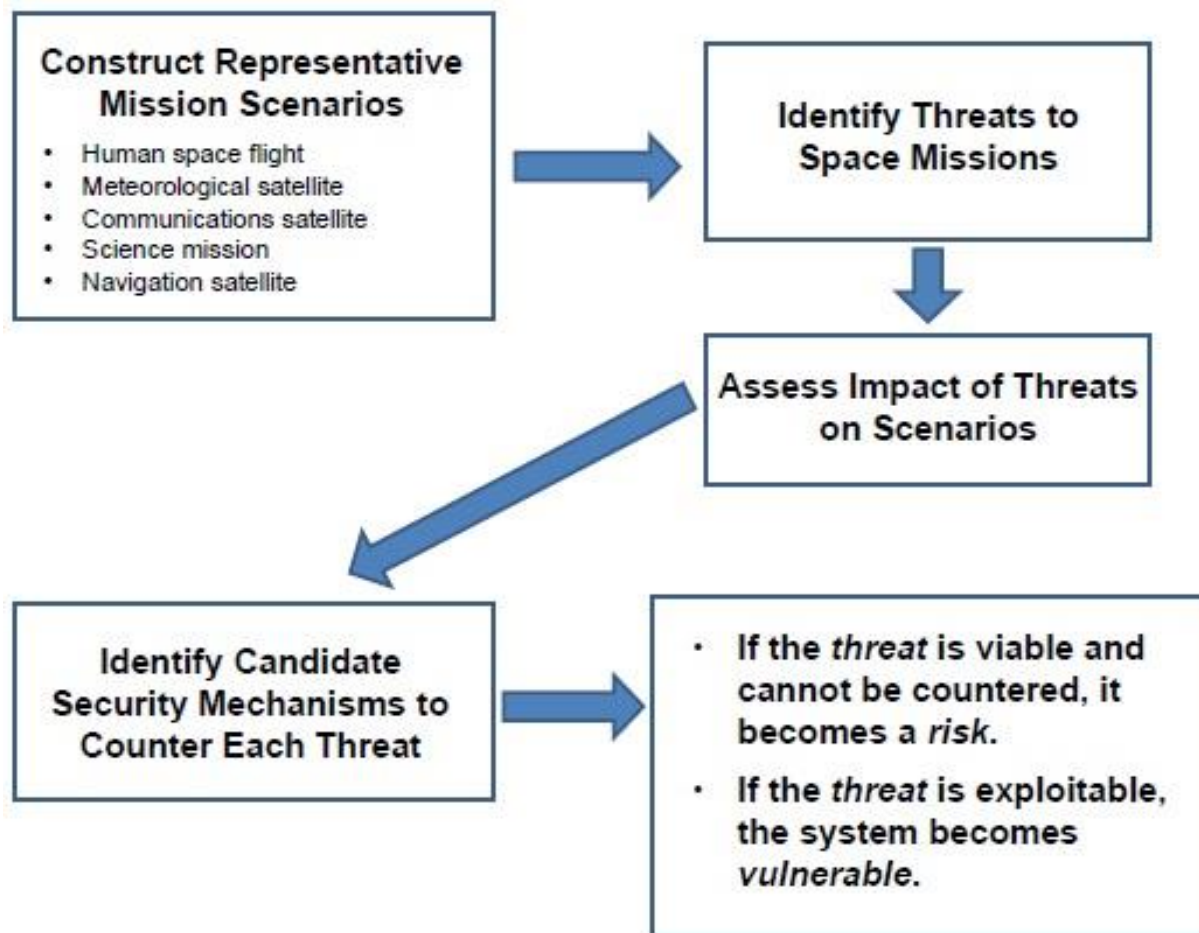 Construct Representative
Mission Scenarios
• Human space flight
• Meteorological satellite
• Communications satellite
• Science mission
• Navigation satellite
Identify Threats to
Space Missions
Assess Impact of Threats
on Scenarios
Identify Candidate
Security Mechanisms to
Counter Each Threat
• If the threat is viable and
cannot be countered, it
becomes a risk.
• If the threat is exploitable,
the system becomes
vulnerable.